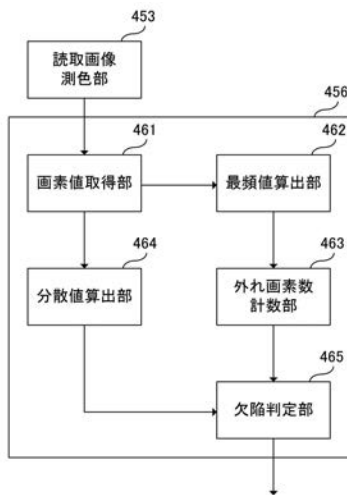 453
読取画像
測色部
456
461
画素値取得部
462
最頻値算出部
464
分散値算出部
463
外れ画素数
計数部
465
欠陥判定部